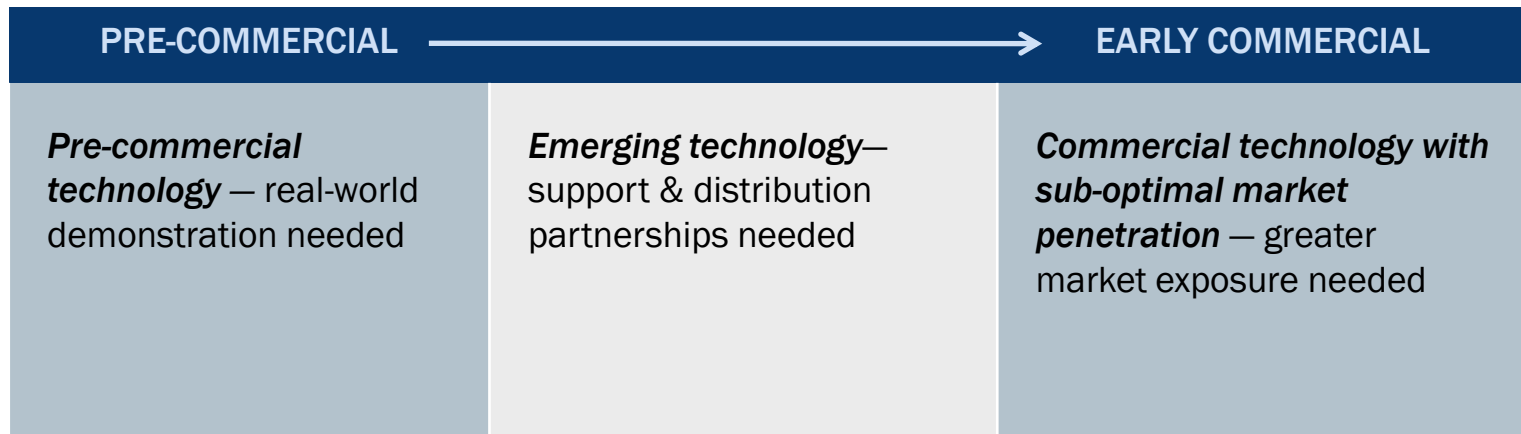 PRE-COMMERCIAL
EARLY COMMERCIAL
Pre-commercial
technology — real-world
demonstration needed
Emerging technology—
support & distribution
partnerships needed
Commercial technology with
sub-optimal market
penetration — greater
market exposure needed